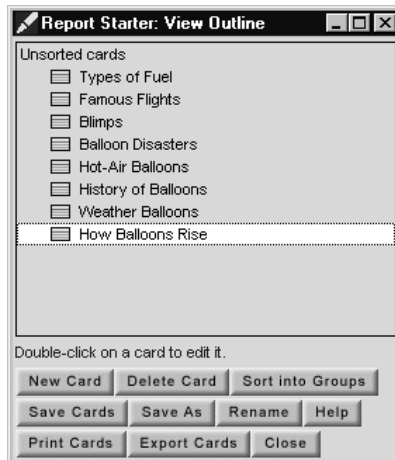 Report Starter: View Outline
Unsorted cards
Types of Fuel
Famous Flights
Blimps
Balloon Disasters
Hot-Air Balloons
History of Balloons
Weather Balloons
How Balloons Rise
Double-click on a card to edit it.
New Card Delete Card Sort into Groups
Save Cards Save As Rename Help
Print Cards Export Cards Close